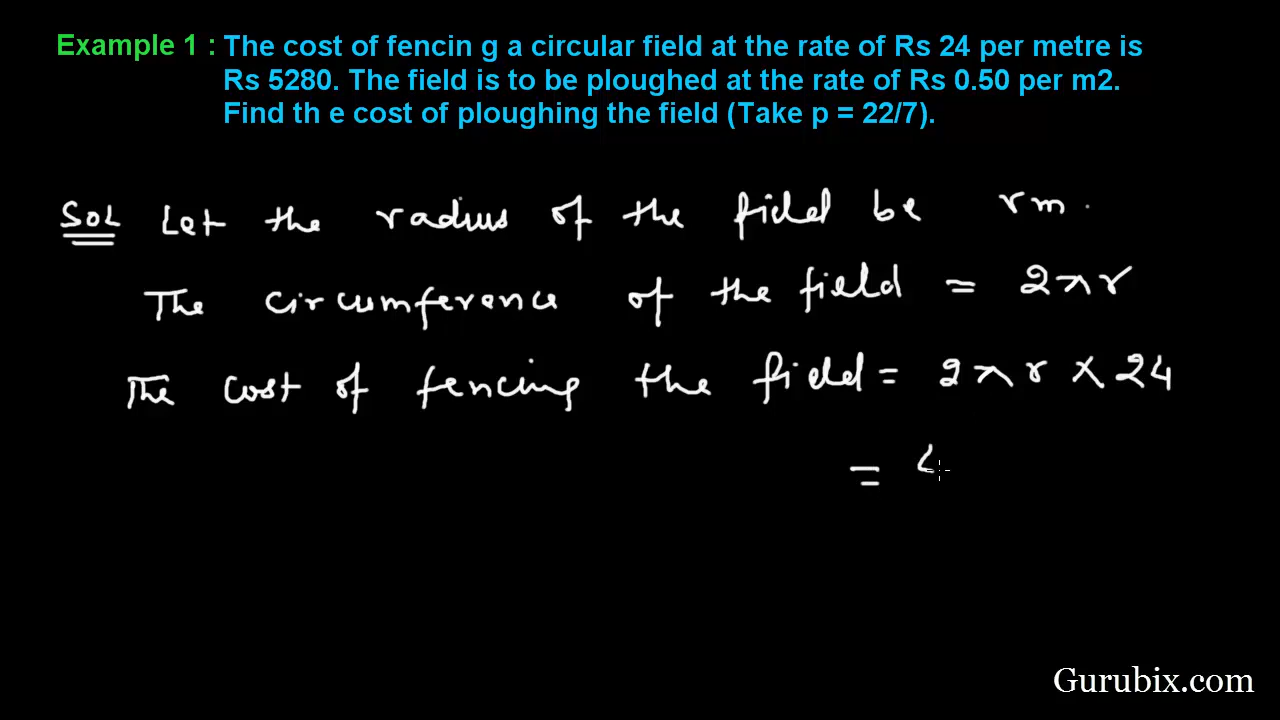 Example 1 : The cost of fencin g a circular field at the rate of Rs 24 per metre is
Rs 5280. The field is to be ploughed at the rate of Rs 0.50 per m2.
Find th e cost of ploughing the field (Take p = 22/7).
Sol Let the radius of the field be rm.
The circumference of the field = 2πr
The cost of fencing the field = 2πr × 24
=
Gurubix.com